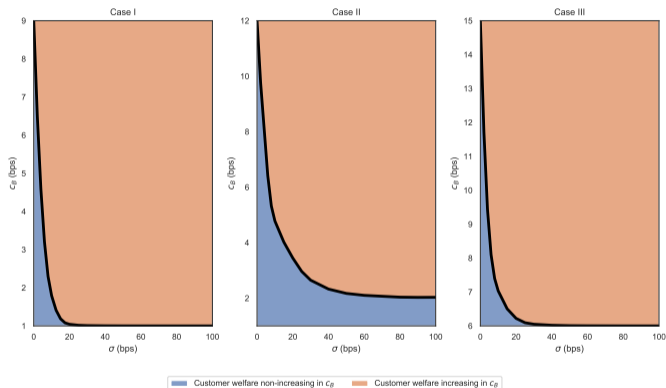 Case I
9
8
7
6
5
4
3
2
1
c_B (bps)
0 20 40 60 80 100
σ (bps)
Case II
12
10
8
6
4
2
c_B (bps)
0 20 40 60 80 100
σ (bps)
Case III
15
14
13
12
11
10
9
8
7
6
c_B (bps)
0 20 40 60 80 100
σ (bps)
Customer welfare non-increasing in c_B
Customer welfare increasing in c_B